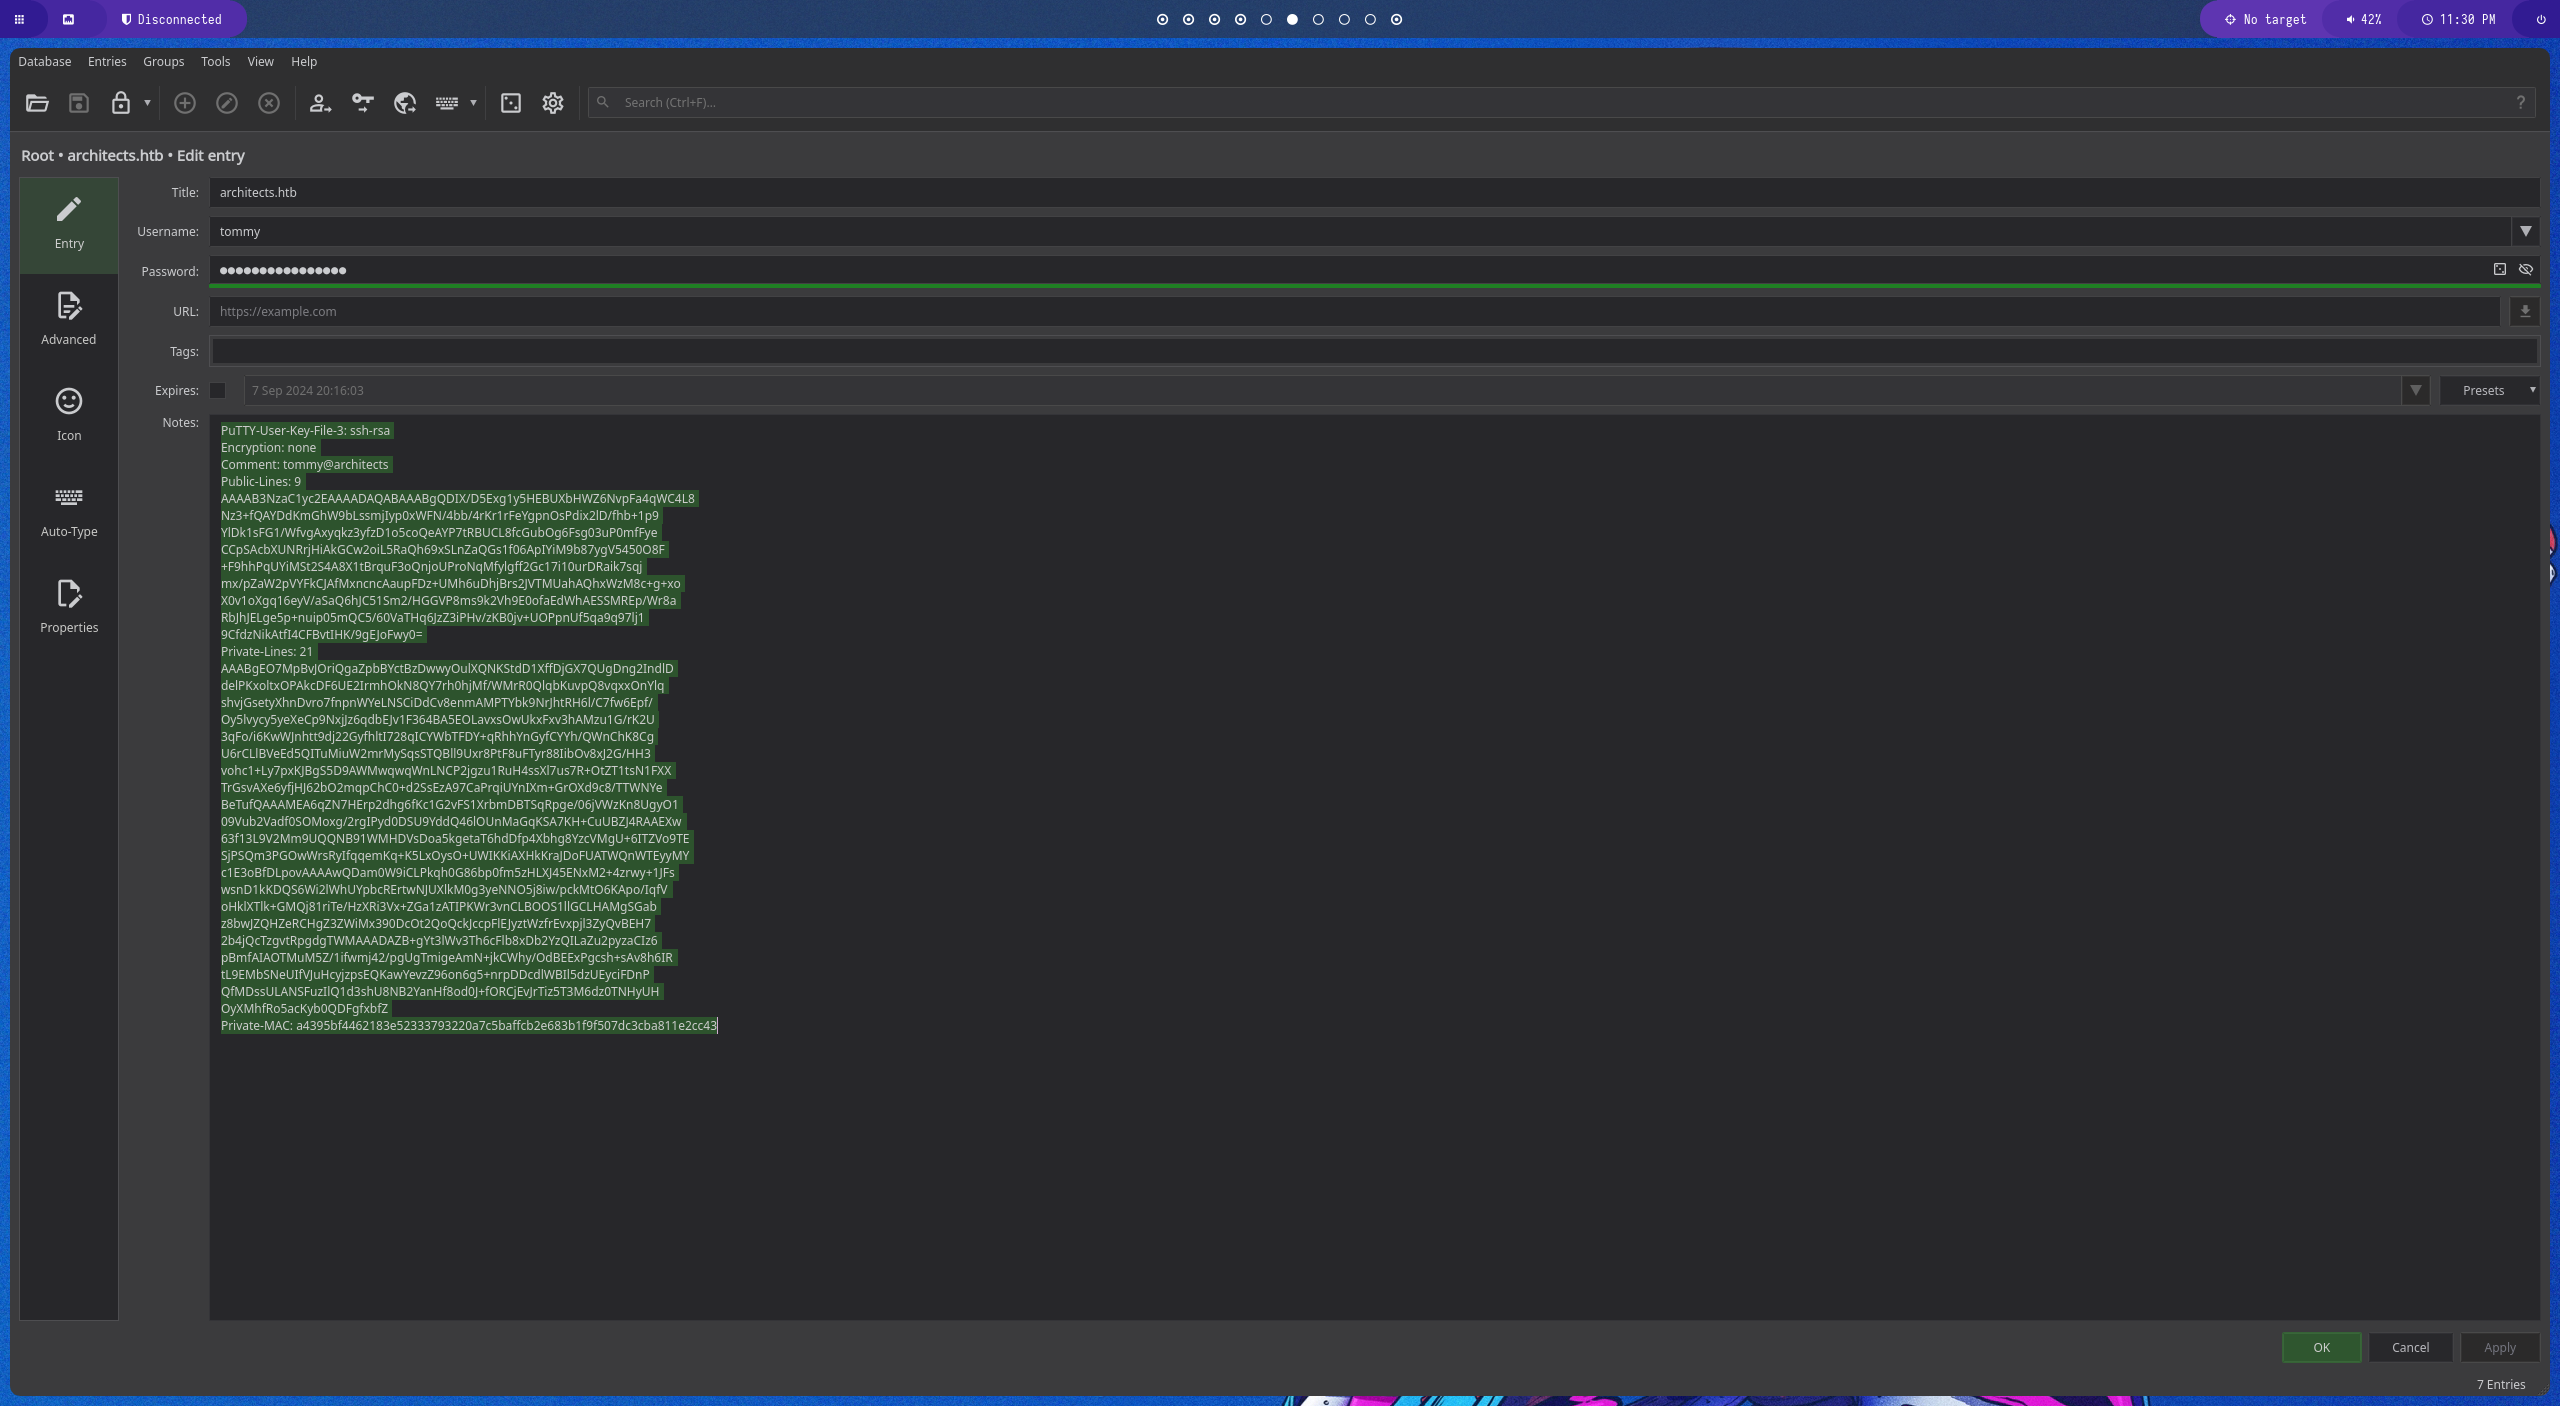 Disconnected
No target
42%
11:30 PM
Database Entries Groups Tools View Help
Search (Ctrl+F)...
?
Root • architects.htb • Edit entry
Entry
Advanced
Icon
Auto-Type
Properties
Title: architects.htb
Username: tommy
Password: ●●●●●●●●●●●●●●●●
URL: https://example.com
Tags:
Expires: 7 Sep 2024 20:16:03 Presets
Notes:
PuTTY-User-Key-File-3: ssh-rsa
Encryption: none
Comment: tommy@architects
Public-Lines: 9
AAAAB3NzaC1yc2EAAAADAQABAAABgQDIX/D5Exg1y5HEBUXbHWZ6NvpFa4qWC4L8
Nz3+fQAYDdKmGhW9bLssmjIyp0xWFN/4bb/4rKr1rFeYgpnOsPdix2lD/fhb+1p9
YlDk1sFG1/WfvgAxyqkz3yfzD1o5coQeAYP7tRBUCL8fcGubOg6Fsg03uP0mfFye
CCpSAcbXUNRrjHiAkGCw2oiL5RaQh69xSLnZaQGs1f06ApIYiM9b87ygV5450O8F
+F9hhPqUYiMSt2S4A8X1tBrquF3oQnjoUProNqMfylgff2Gc17i10urDRaik7sqj
mx/pZaW2pVYFkCJAfMxncncAaupFDz+UMh6uDhjBrs2JVTMUahAQhxWzM8c+g+xo
X0v1oXgq16eyV/aSaQ6hJC51Sm2/HGGVP8ms9k2Vh9E0ofaEdWhAESSMREp/Wr8a
RbJhJELge5p+nuip05mQC5/60VaTHq6JzZ3iPHv/zKB0jv+UOPpnUf5qa9q97lj1
9CfdzNikAtfI4CFBvtIHK/9gEJoFwy0=
Private-Lines: 21
AAABgEO7MpBvJOriQgaZpbBYctBzDwwyOulXQNKStdD1XffDjGX7QUgDng2IndlD
delPKxoltxOPAkcDF6UE2IrmhOkN8QY7rh0hjMf/WMrR0QlqbKuvpQ8vqxxOnYlq
shvjGsetyXhnDvro7fnpnWYeLNSCiDdCv8enmAMPTYbk9NrJhtRH6l/C7fw6Epf/
Oy5lvycy5yeXeCp9NxjJz6qdbEJv1F364BA5EOLavxsOwUkxFxv3hAMzu1G/rK2U
3qFo/i6KwWJnhtt9dj22GyfhltI728qICYWbTFDY+qRhhYnGyfCYYh/QWnChK8Cg
U6rCLlBVeEd5QITuMiuW2mrMySqsSTQBll9Uxr8PtF8uFTyr88IibOv8xJ2G/HH3
vohc1+Ly7pxKJBgS5D9AWMwqwqWnLNCP2jgzu1RuH4ssXl7us7R+OtZT1tsN1FXX
TrGsvAXe6yfjHJ62bO2mqpChC0+d2SsEzA97CaPrqiUYnIXm+GrOXd9c8/TTWNYe
BeTufQAAAMEA6qZN7HErp2dhg6fKc1G2vFS1XrbmDBTSqRpge/06jVWzKn8UgyO1
09Vub2Vadf0SOMoxg/2rgIPyd0DSU9YddQ46lOUnMaGqKSA7KH+CuUBZJ4RAAEXw
63f13L9V2Mm9UQQNB91WMHDVsDoa5kgetaT6hdDfp4Xbhg8YzcVMgU+6ITZVo9TE
SjPSQm3PGOwWrsRyIfqqemKq+K5LxOysO+UWIKKiAXHkKraJDoFUATWQnWTEyyMY
c1E3oBfDLpovAAAAwQDam0W9iCLPkqh0G86bp0fm5zHLXJ45ENxM2+4zrwy+1JFs
wsnD1kKDQS6Wi2lWhUYpbcRErtwNJUXlkM0g3yeNNO5j8iw/pckMtO6KApo/IqfV
oHklXTlk+GMQj81riTe/HzXRi3Vx+ZGa1zATIPKWr3vnCLBOOS1llGCLHAMgSGab
z8bwJZQHZeRCHgZ3ZWiMx390DcOt2QoQckJccpFlEJyztWzfrEvxpjl3ZyQvBEH7
2b4jQcTzgvtRpgdgTWMAAADAZB+gYt3lWv3Th6cFlb8xDb2YzQILaZu2pyzaCIz6
pBmfAIAOTMuM5Z/1ifwmj42/pgUgTmigeAmN+jkCWhy/OdBEExPgcsh+sAv8h6IR
tL9EMbSNeUIfVJuHcyjzpsEQKawYevzZ96on6g5+nrpDDcdlWBIl5dzUEyciFDnP
QfMDssULANSFuzIlQ1d3shU8NB2YanHf8od0J+fORCjEvJrTiz5T3M6dz0TNHyUH
OyXMhfRo5acKyb0QDFgfxbfZ
Private-MAC: a4395bf4462183e52333793220a7c5baffcb2e683b1f9f507dc3cba811e2cc43
OK Cancel Apply
7 Entries